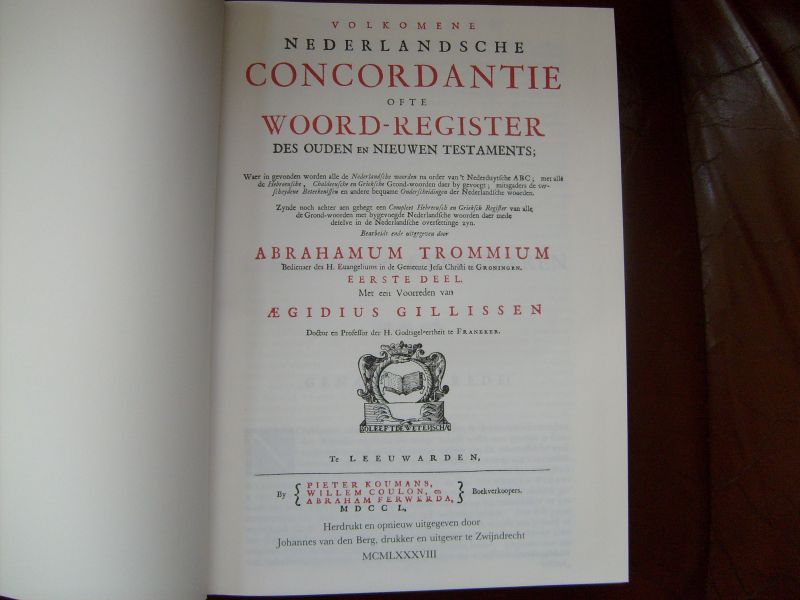 VOLKOMENE
NEDERLANDSCHE
CONCORDANTIE
OFTE
WOORD-REGISTER
DES OUDEN EN NIEUWEN TESTAMENTS;
Waer in gevonden worden alle de Nederlandsche woorden na order van 't Nederduytsche ABC; met alle
de Hebreeusche, Chaldeeusche en Grieksche Grond-woorden daer by gevoegt; mitsgaders de ver-
scheydene Beteekenissen en andere bequame Onderscheidingen der Nederlandsche woorden.
Zynde noch achter aen gehegt een Compleet Hebreeusch en Grieksch Register van alle
de Grond-woorden met bygevoegde Nederlandsche woorden daer mede
deselve in de Nederlandsche oversettinge zyn.
Bearbeidt ende uitgegeven door
ABRAHAMUM TROMMIUM
Bedienaer des H. Euangeliums in de Gemeente Jesu Christi te GRONINGEN.
EERSTE DEEL.
Met een Voorreden van
ÆGIDIUS GILLISSEN
Doctor en Professor der H. Godtsgeleertheit te FRANEKER.
Te LEEUWARDEN,
By { PIETER KOUMANS,
WILLEM COULON, en
ABRAHAM FERWERDA, } Boekverkoopers.
MDCCL,
Herdrukt en opnieuw uitgegeven door
Johannes van den Berg, drukker en uitgever te Zwijndrecht
MCMLXXXVIII